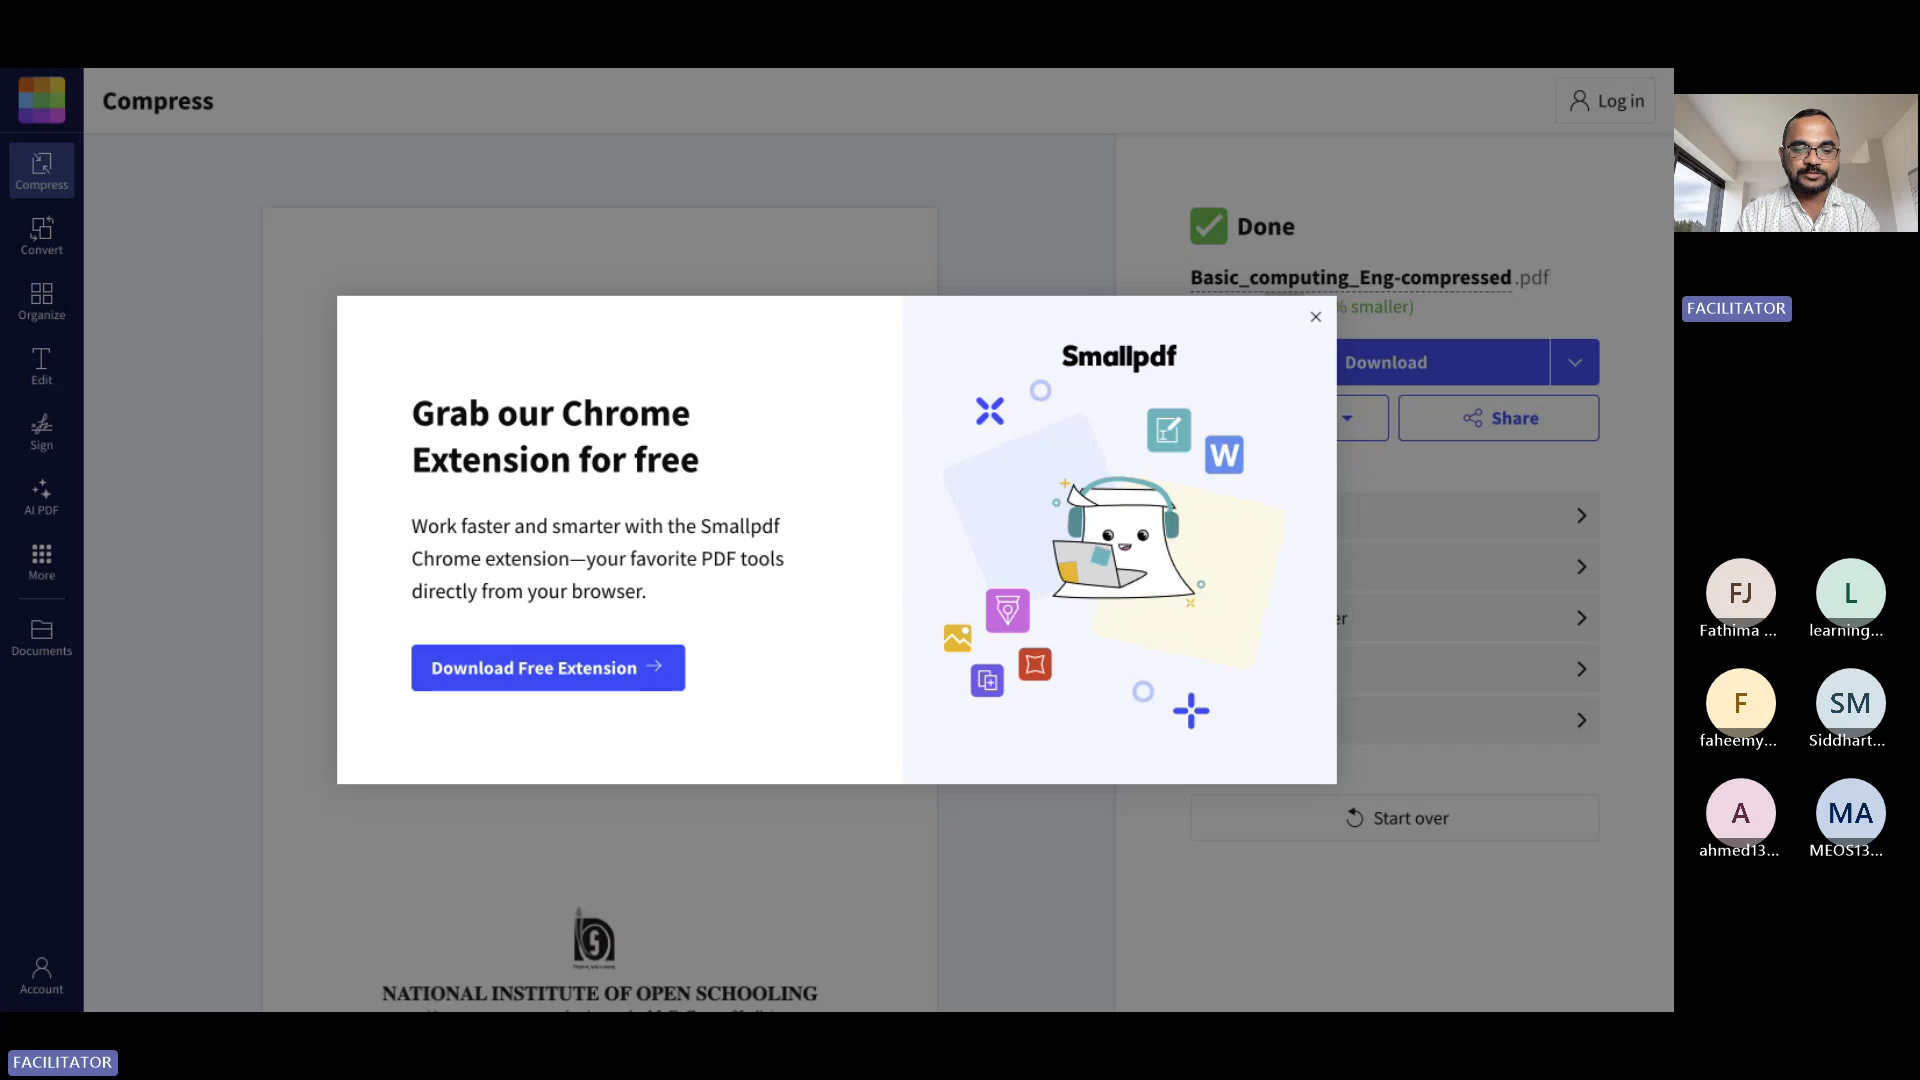 Compress
Log in
Compress
Convert
Organize
Edit
Sign
AI PDF
More
Documents
Account
Done
Basic_computing_Eng-compressed.pdf
% smaller)
Download
Share
er
Start over
Grab our Chrome
Extension for free
Work faster and smarter with the Smallpdf
Chrome extension—your favorite PDF tools
directly from your browser.
Download Free Extension
Smallpdf
W
NATIONAL INSTITUTE OF OPEN SCHOOLING
FACILITATOR
FJ
Fathima ...
L
learning...
F
faheemy...
SM
Siddhart...
A
ahmed13...
MA
MEOS13...
FACILITATOR